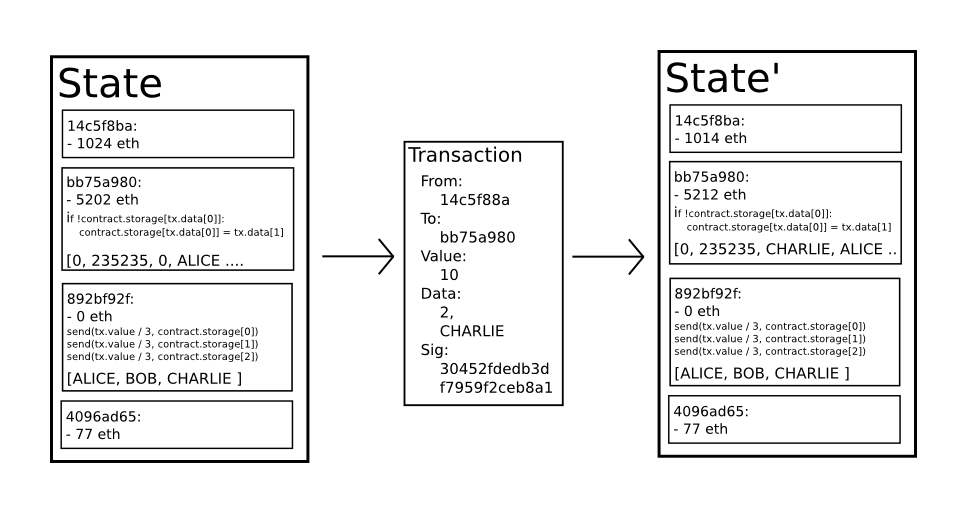 State
14c5f8ba:
- 1024 eth
bb75a980:
- 5202 eth
if !contract.storage[tx.data[0]]:
contract.storage[tx.data[0]] = tx.data[1]
[0, 235235, 0, ALICE ....
892bf92f:
- 0 eth
send(tx.value / 3, contract.storage[0])
send(tx.value / 3, contract.storage[1])
send(tx.value / 3, contract.storage[2])
[ALICE, BOB, CHARLIE ]
4096ad65:
- 77 eth
Transaction
From:
14c5f88a
To:
bb75a980
Value:
10
Data:
2,
CHARLIE
Sig:
30452fdedb3d
f7959f2ceb8a1
State'
14c5f8ba:
- 1014 eth
bb75a980:
- 5212 eth
if !contract.storage[tx.data[0]]:
contract.storage[tx.data[0]] = tx.data[1]
[0, 235235, CHARLIE, ALICE ..
892bf92f:
- 0 eth
send(tx.value / 3, contract.storage[0])
send(tx.value / 3, contract.storage[1])
send(tx.value / 3, contract.storage[2])
[ALICE, BOB, CHARLIE ]
4096ad65:
- 77 eth